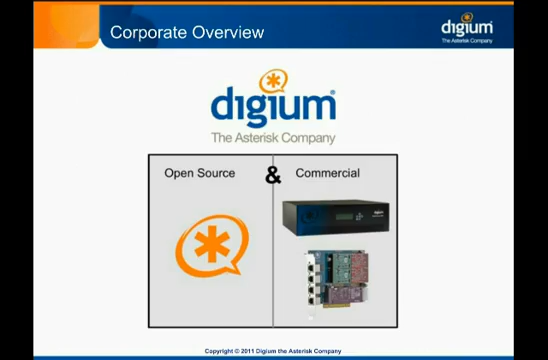 Corporate Overview
digium
The Asterisk Company
digium
The Asterisk Company
Open Source & Commercial
Copyright © 2011 Digium the Asterisk Company